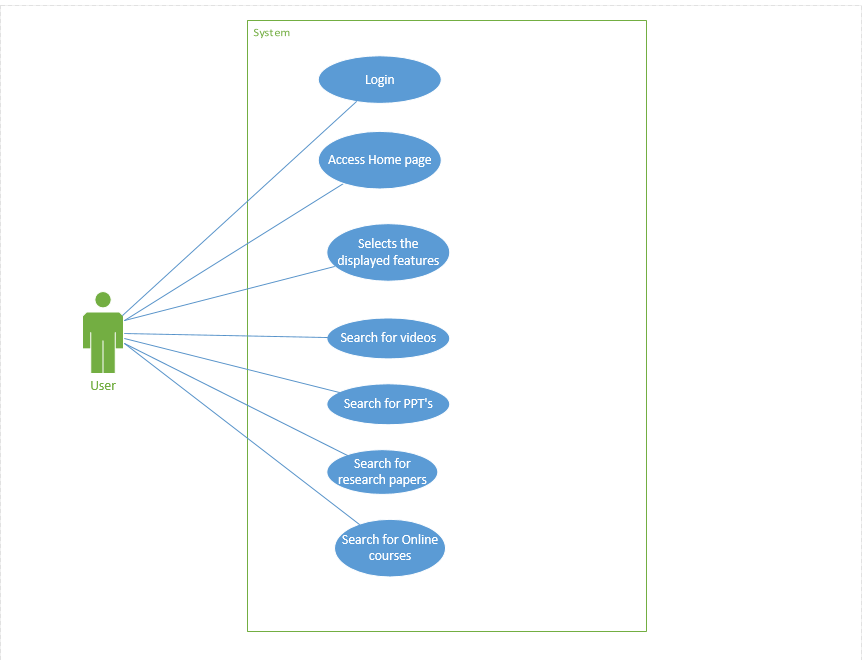 System
Login
Access Home page
Selects the
displayed features
Search for videos
Search for PPT's
Search for
research papers
Search for Online
courses
User